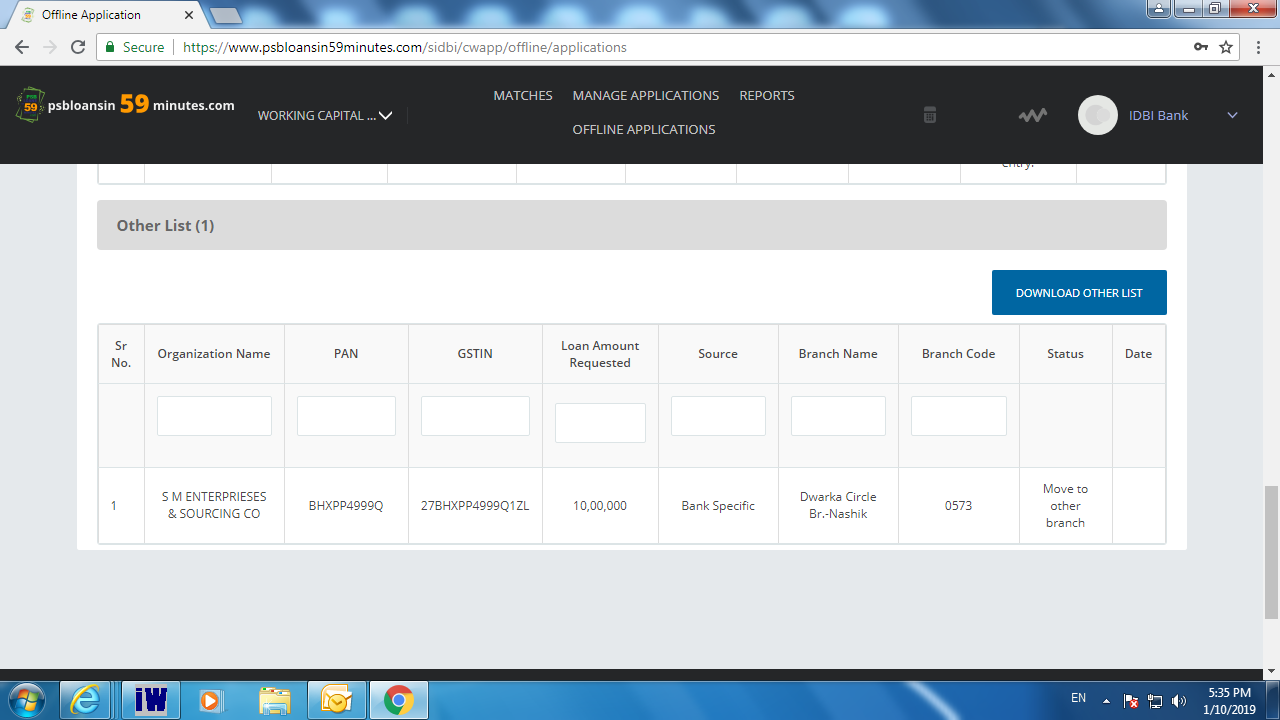 Offline Application
Secure https://www.psbloansin59minutes.com/sidbi/cwapp/offline/applications
psbloansin 59 minutes.com
WORKING CAPITAL ...
MATCHES MANAGE APPLICATIONS REPORTS
OFFLINE APPLICATIONS
IDBI Bank
Other List (1)
DOWNLOAD OTHER LIST
Sr No. Organization Name PAN GSTIN Loan Amount Requested Source Branch Name Branch Code Status Date
1 S M ENTERPRIESES & SOURCING CO BHXPP4999Q 27BHXPP4999Q1ZL 10,00,000 Bank Specific Dwarka Circle Br.-Nashik 0573 Move to other branch
EN 5:35 PM
1/10/2019